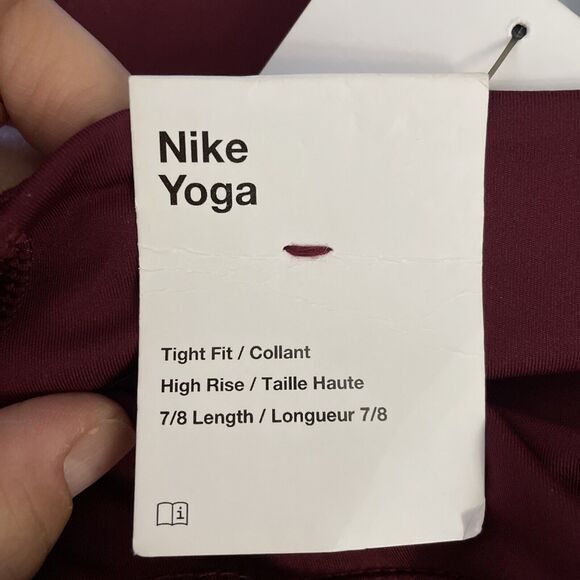 Nike
Yoga
Tight Fit / Collant
High Rise / Taille Haute
7/8 Length / Longueur 7/8
i